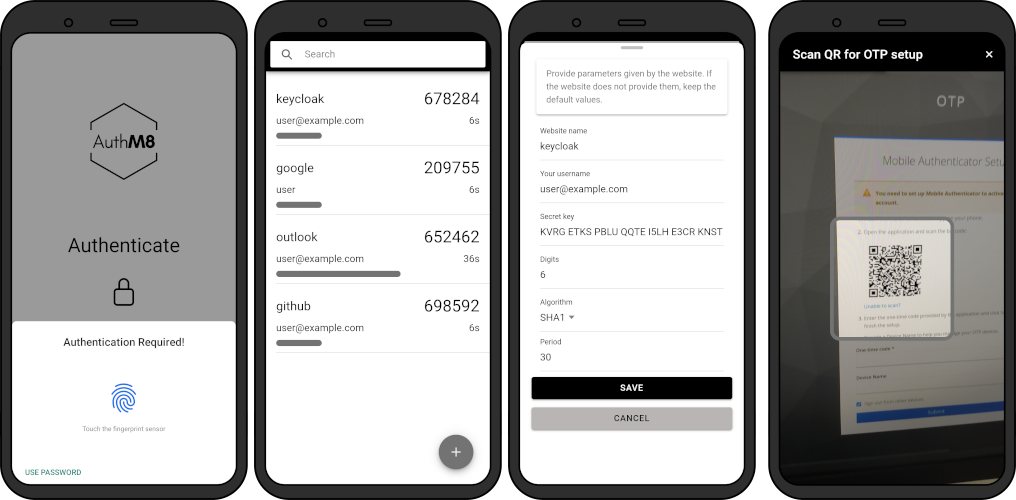 AuthM8
Authenticate
Authentication Required!
Touch the fingerprint sensor
USE PASSWORD
Search
keycloak 678284
user@example.com 6s
google 209755
user 6s
outlook 652462
user@example.com 36s
github 698592
user@example.com 6s
+
Provide parameters given by the website. If
the website does not provide them, keep the
default values.
Website name
keycloak
Your username
user@example.com
Secret key
KVRG ETKS PBLU QQTE I5LH E3CR KNST
Digits
6
Algorithm
SHA1
Period
30
SAVE
CANCEL
Scan QR for OTP setup ×
OTP
Mobile Authenticator Setu
You need to set up Mobile Authenticator to activa
account.
your phone.
2. Open the application and scan the
Unable to scan?
3. Enter the one-time code provided by the application and
finish the setup.
One-time code *
Device Name
Submit